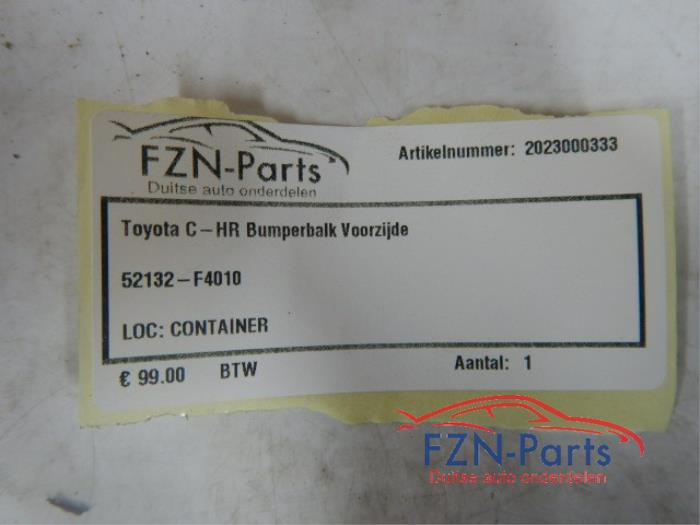 FZN-Parts
Duitse auto onderdelen
Artikelnummer: 2023000333
Toyota C-HR Bumperbalk Voorzijde
52132-F4010
LOC: CONTAINER
€ 99.00 BTW
Aantal: 1
FZN-Parts
Duitse auto onderdelen